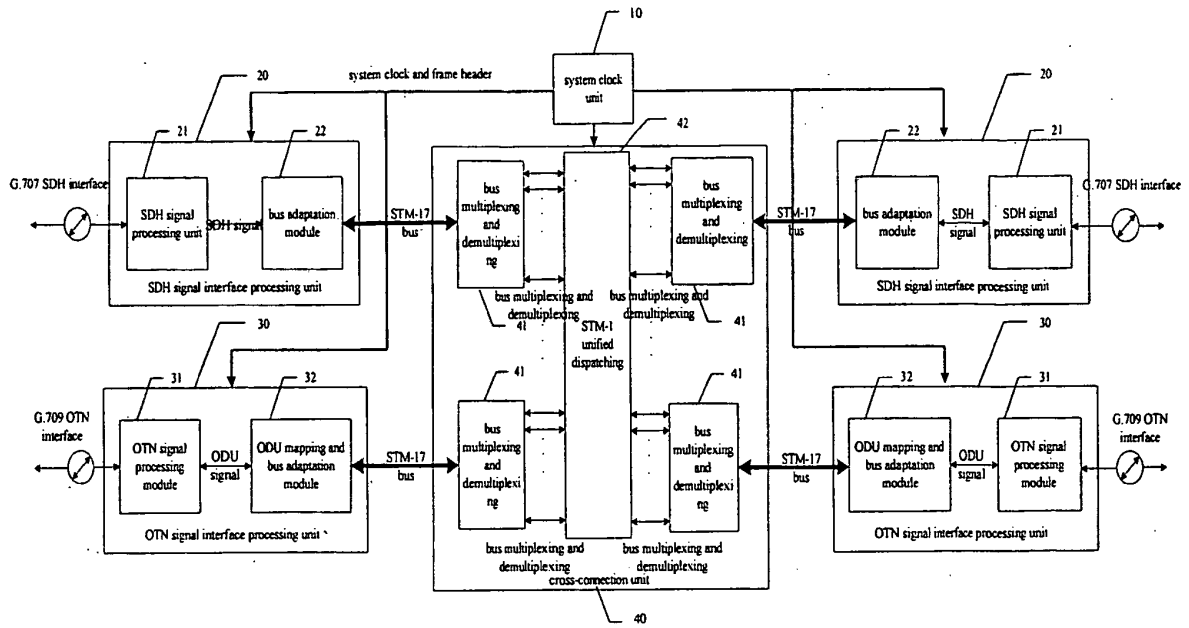 10
system clock and frame header
system clock
unit
20
20
42
21
22
22
21
G.707 SDH interface
SDH signal
processing unit
SDH signal
bus adaptation
module
STM-17
bus
bus
multiplexing
and
demultiplexi
ng
bus
multiplexing
and
demultiplexing
STM-17
bus
bus adaptation
module
SDH
signal
SDH signal
processing unit
G.707 SDH interface
SDH signal interface processing unit
SDH signal interface processing unit
bus multiplexing and
demultiplexing
bus multiplexing and
demultiplexing
41
41
STM-1
unified
dispatching
30
30
31
32
41
41
32
31
G.709 OTN
interface
OTN signal
processing
module
ODU
signal
ODU mapping and
bus adaptation
module
STM-17
bus
bus
multiplexing
and
demultiplexi
ng
bus
multiplexing
and
demultiplexi
ng
STM-17
bus
ODU mapping and
bus adaptation
module
ODU
signal
OTN signal
processing
module
G.709 OTN
interface
OTN signal interface processing unit
OTN signal interface processing unit
bus multiplexing and
demultiplexing
bus multiplexing and
demultiplexing
cross-connection unit
40